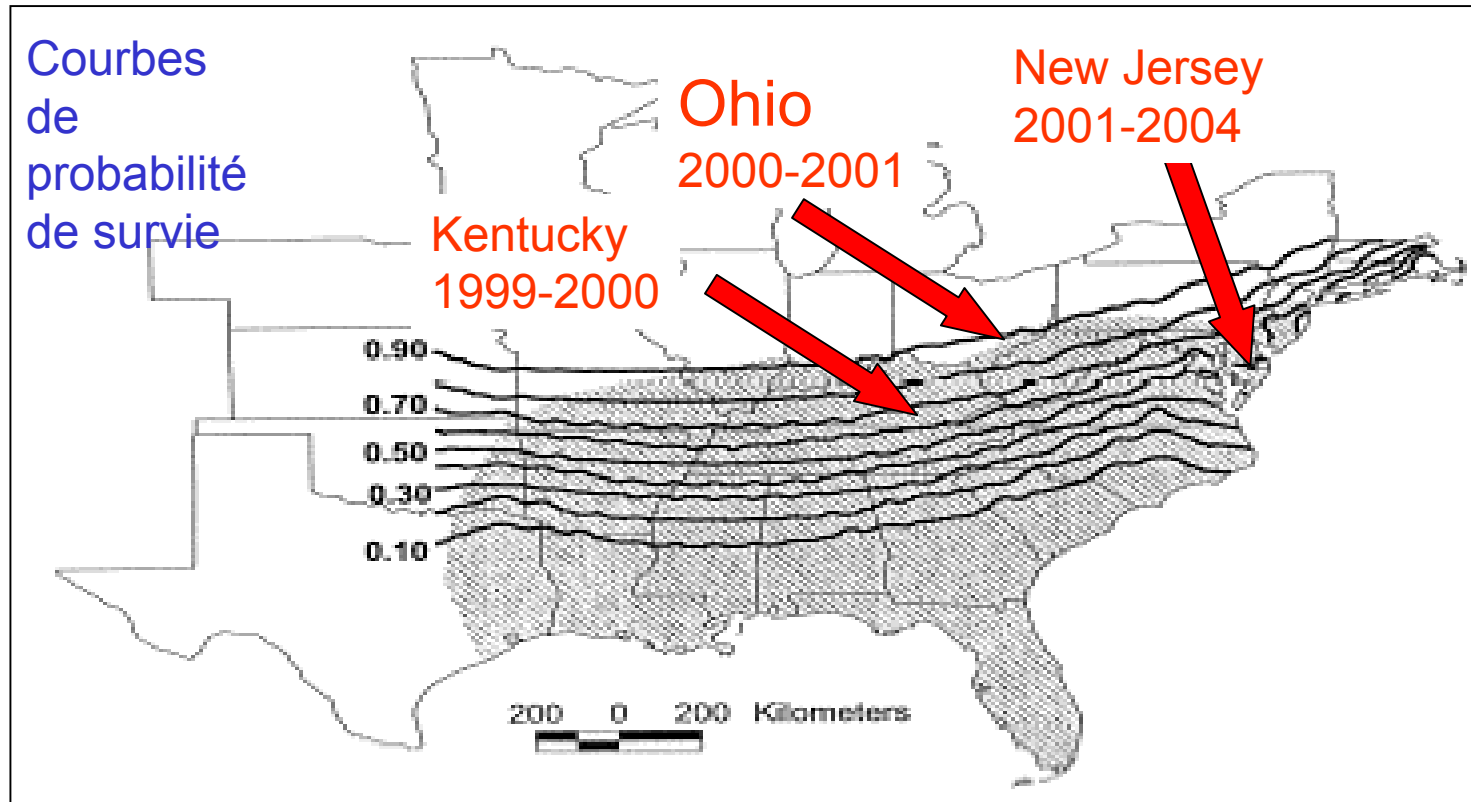 Courbes
de
probabilité
de survie
Ohio
2000-2001
New Jersey
2001-2004
Kentucky
1999-2000
0.90
0.70
0.50
0.30
0.10
200 0 200 Kilometers